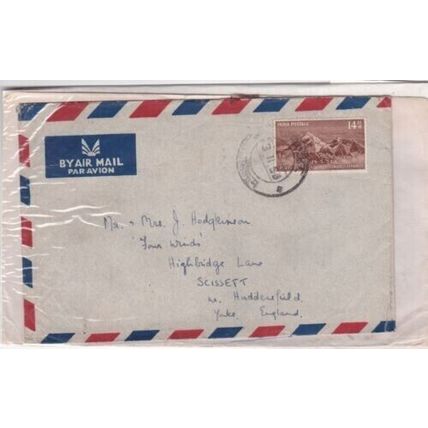 BY AIR MAIL
PAR AVION
INDIA POSTAGE 14 AS
Mr. & Mrs. J. Hodgkinson
'Four Winds'
Highbridge Lane
SCISSETT
nr. Huddersfield,
Yorks. England.